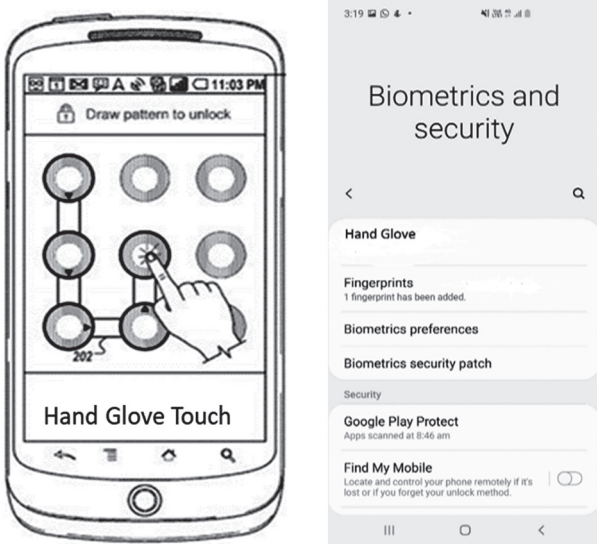 11:03 PM
Draw pattern to unlock
202
Hand Glove Touch
3:19
Biometrics and
security
Hand Glove
Fingerprints
1 fingerprint has been added.
Biometrics preferences
Biometrics security patch
Security
Google Play Protect
Apps scanned at 8:46 am
Find My Mobile
Locate and control your phone remotely if it's
lost or if you forget your unlock method.